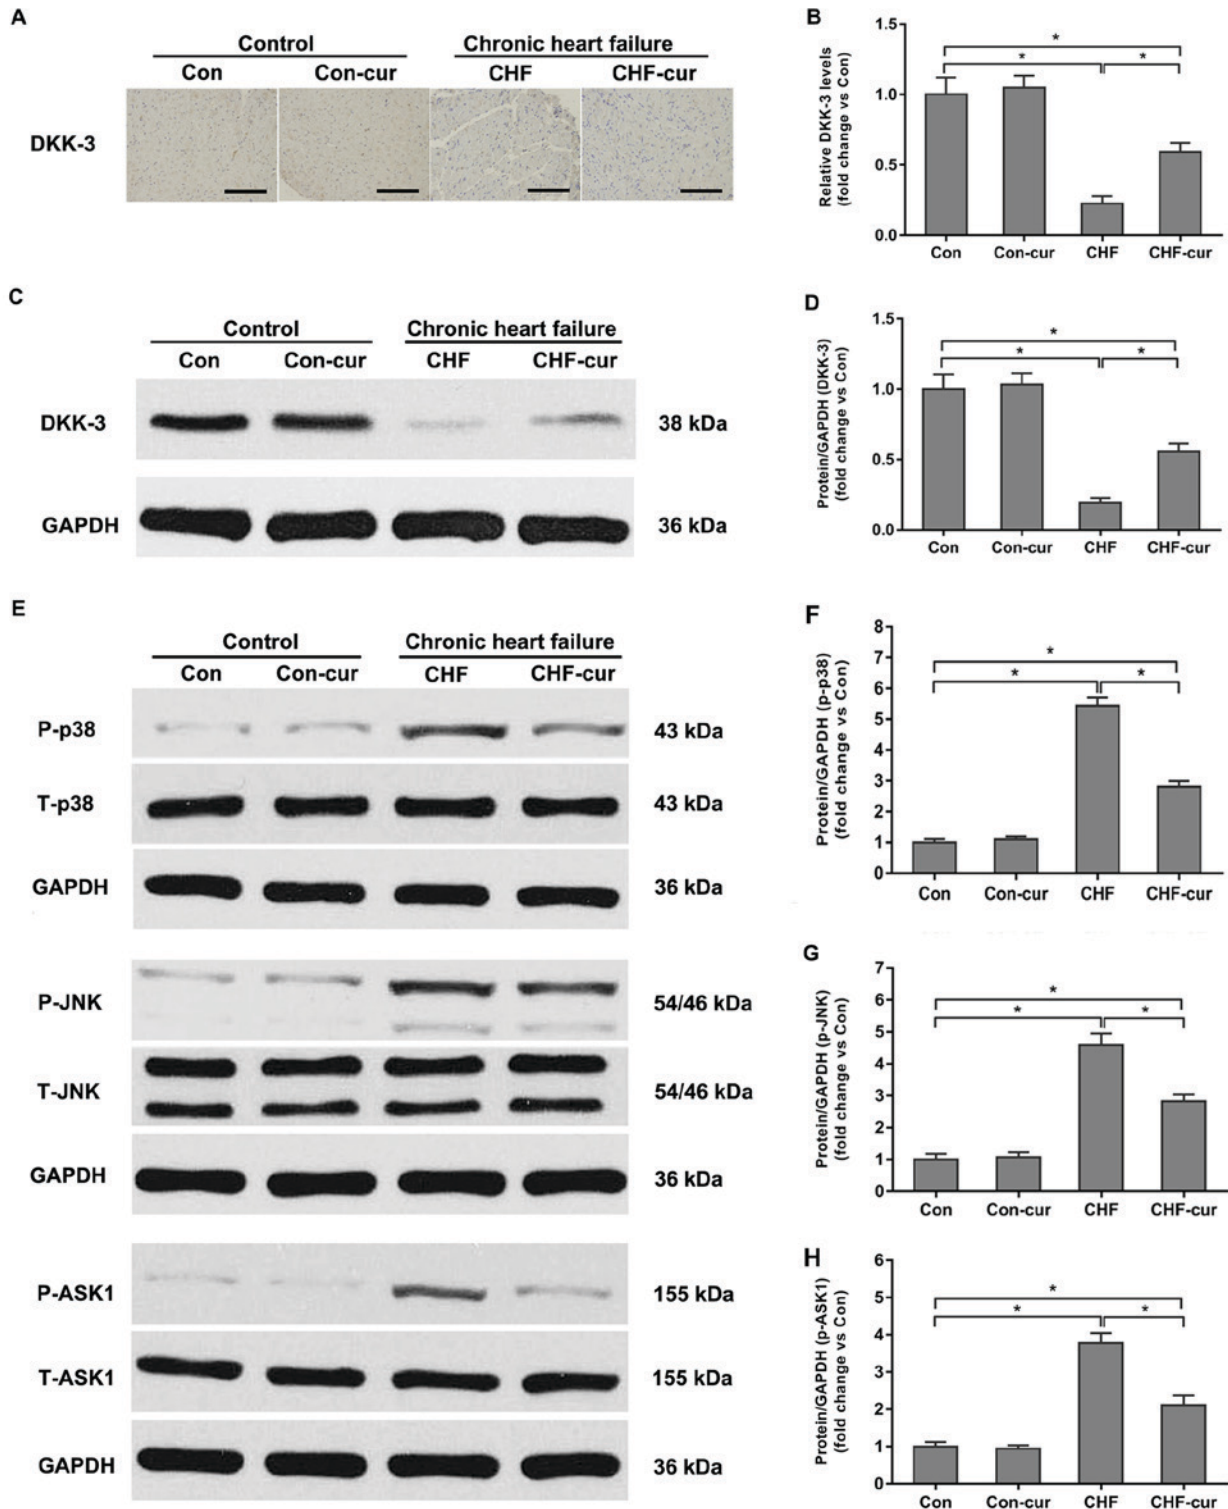 A
Control Chronic heart failure
Con Con-cur CHF CHF-cur
DKK-3
B
Relative DKK-3 levels
(fold change vs Con)
1.5
1.0
0.5
0.0
* * *
Con Con-cur CHF CHF-cur
C
Control Chronic heart failure
Con Con-cur CHF CHF-cur
DKK-3 38 kDa
GAPDH 36 kDa
D
Protein/GAPDH (DKK-3)
(fold change vs Con)
1.5
1.0
0.5
0.0
* * *
Con Con-cur CHF CHF-cur
E
Control Chronic heart failure
Con Con-cur CHF CHF-cur
P-p38 43 kDa
T-p38 43 kDa
GAPDH 36 kDa
P-JNK 54/46 kDa
T-JNK 54/46 kDa
GAPDH 36 kDa
P-ASK1 155 kDa
T-ASK1 155 kDa
GAPDH 36 kDa
F
Protein/GAPDH (p-p38)
(fold change vs Con)
8
7
6
5
4
3
2
1
0
* * *
Con Con-cur CHF CHF-cur
G
Protein/GAPDH (p-JNK)
(fold change vs Con)
7
6
5
4
3
2
1
0
* * *
Con Con-cur CHF CHF-cur
H
Protein/GAPDH (p-ASK1)
(fold change vs Con)
6
5
4
3
2
1
0
* * *
Con Con-cur CHF CHF-cur